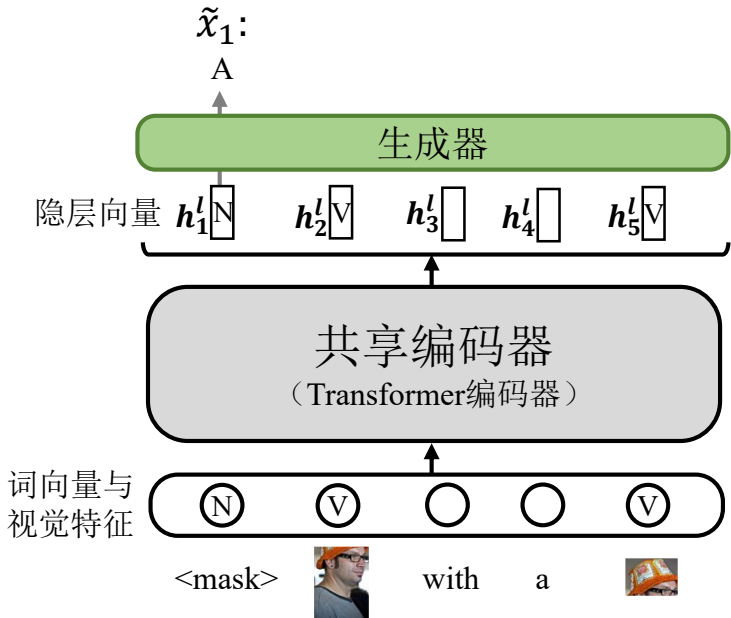 x̃₁:
A
生成器
隐层向量 h₁ˡ N h₂ˡ V h₃ˡ h₄ˡ h₅ˡ V
共享编码器
（Transformer编码器）
词向量与
视觉特征
N V V
<mask> with a